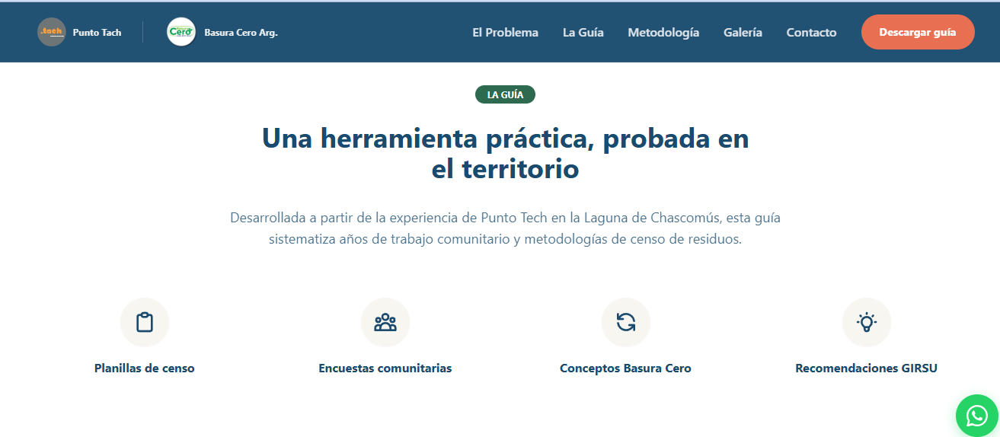 .tach
Punto Tach
Cero
Basura Cero Arg.
El Problema
La Guía
Metodología
Galería
Contacto
Descargar guía
LA GUÍA
Una herramienta práctica, probada en
el territorio
Desarrollada a partir de la experiencia de Punto Tech en la Laguna de Chascomús, esta guía
sistematiza años de trabajo comunitario y metodologías de censo de residuos.
Planillas de censo
Encuestas comunitarias
Conceptos Basura Cero
Recomendaciones GIRSU